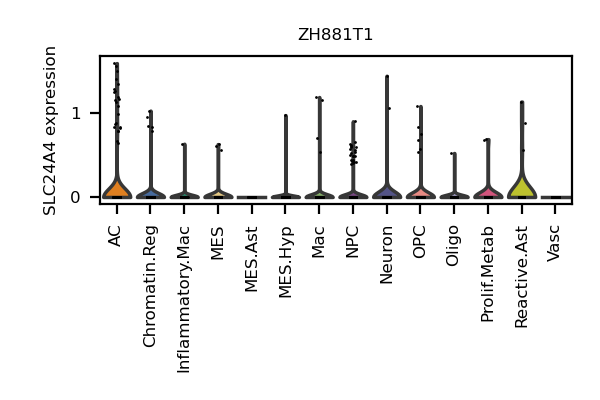 ZH881T1
SLC24A4 expression
1
0
AC
Chromatin.Reg
Inflammatory.Mac
MES
MES.Ast
MES.Hyp
Mac
NPC
Neuron
OPC
Oligo
Prolif.Metab
Reactive.Ast
Vasc